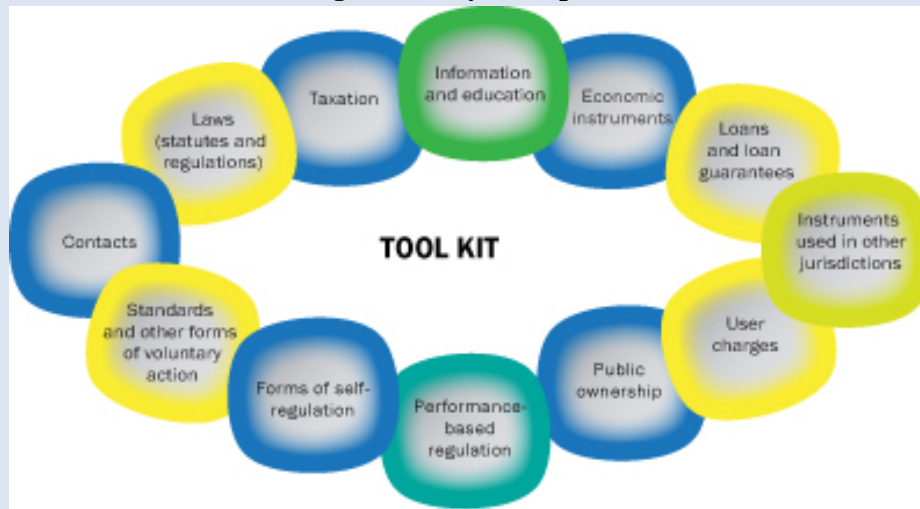 Information
and education
Taxation
Economic
instruments
Laws
(statutes and
regulations)
Loans
and loan
guarantees
Contacts
TOOL KIT
Instruments
used in other
jurisdictions
Standards
and other forms
of voluntary
action
User
charges
Forms of self-
regulation
Public
ownership
Performance-
based
regulation